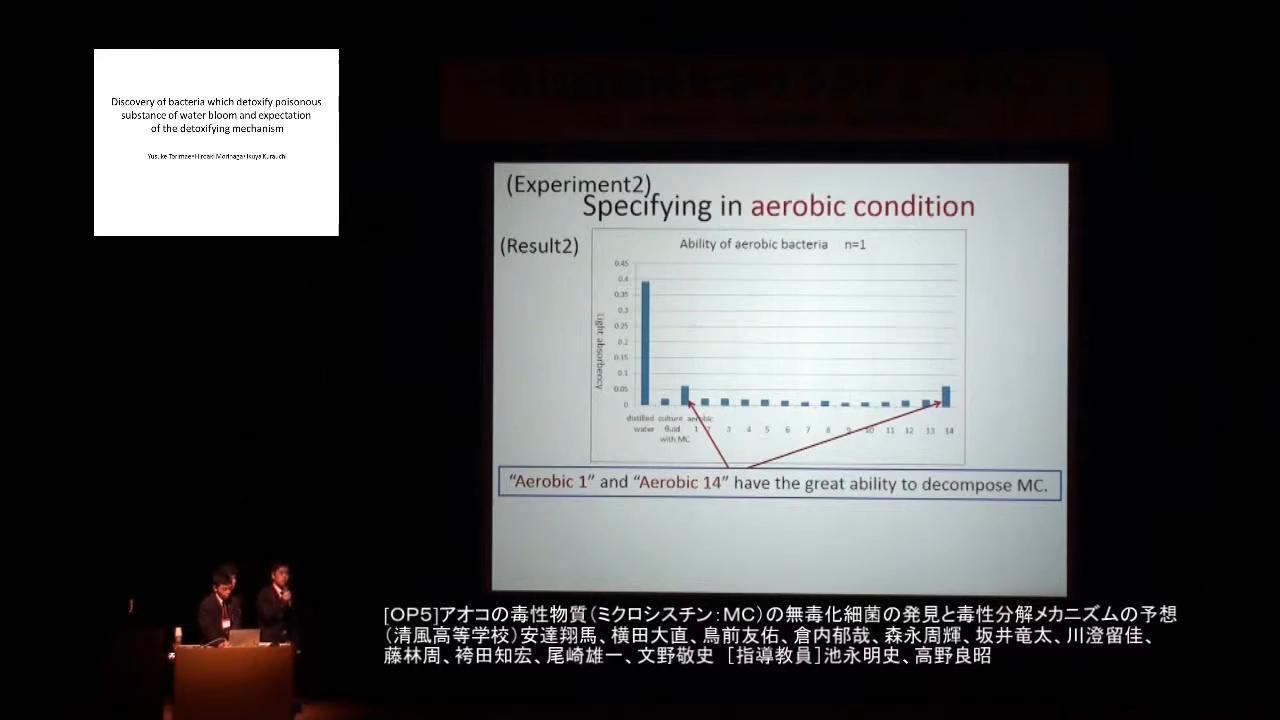 Discovery of bacteria which detoxify poisonous
substance of water bloom and expectation
of the detoxifying mechanism
Yusuke Torimae・Hiroaki Morinaga・Ikuya Kurauchi
(Experiment2)
Specifying in aerobic condition
(Result2)
Ability of aerobic bacteria n=1
0.45
0.4
0.35
0.3
0.25
0.2
0.15
0.1
0.05
0
Light absorbency
distilled culture aerobic
water fluid 1 2 3 4 5 6 7 8 9 10 11 12 13 14
with MC
“Aerobic 1” and “Aerobic 14” have the great ability to decompose MC.
[OP5]アオコの毒性物質（ミクロシスチン：MC）の無毒化細菌の発見と毒性分解メカニズムの予想
（清風高等学校）安達翔馬、横田大直、鳥前友佑、倉内郁哉、森永周輝、坂井竜太、川澄留佳、
藤林周、袴田知宏、尾崎雄一、文野敬史 ［指導教員］池永明史、高野良昭